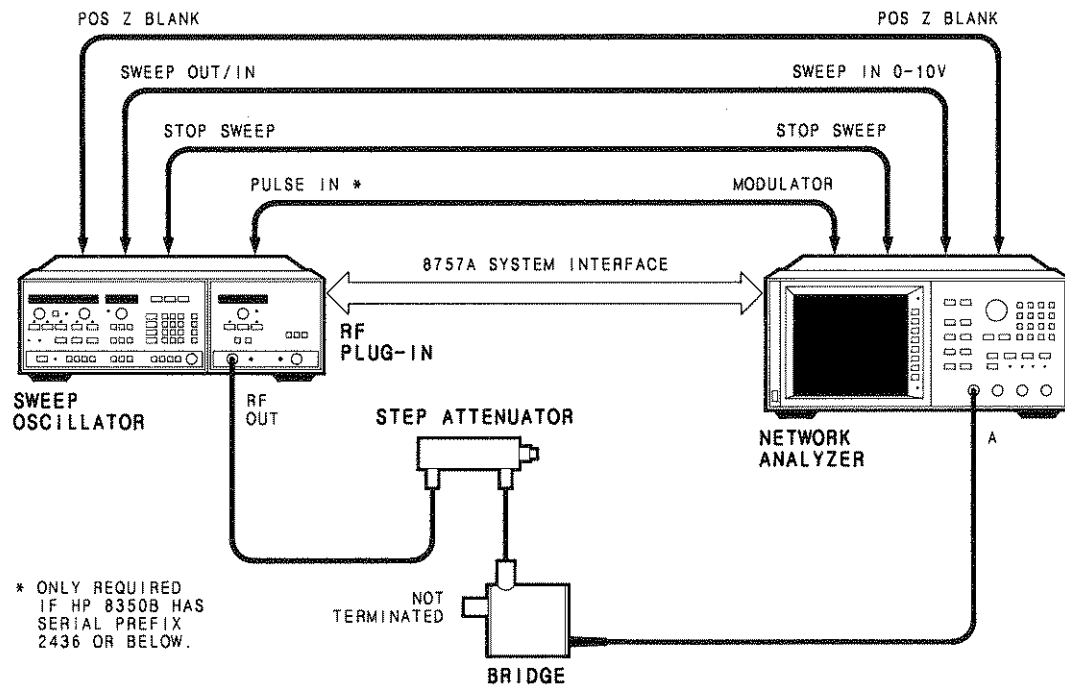 POS Z BLANK
POS Z BLANK
SWEEP OUT/IN
SWEEP IN 0-10V
STOP SWEEP
STOP SWEEP
PULSE IN *
MODULATOR
8757A SYSTEM INTERFACE
RF
PLUG-IN
SWEEP
OSCILLATOR
RF
OUT
STEP ATTENUATOR
NETWORK
ANALYZER
A
* ONLY REQUIRED
IF HP 8350B HAS
SERIAL PREFIX
2436 OR BELOW.
NOT
TERMINATED
BRIDGE